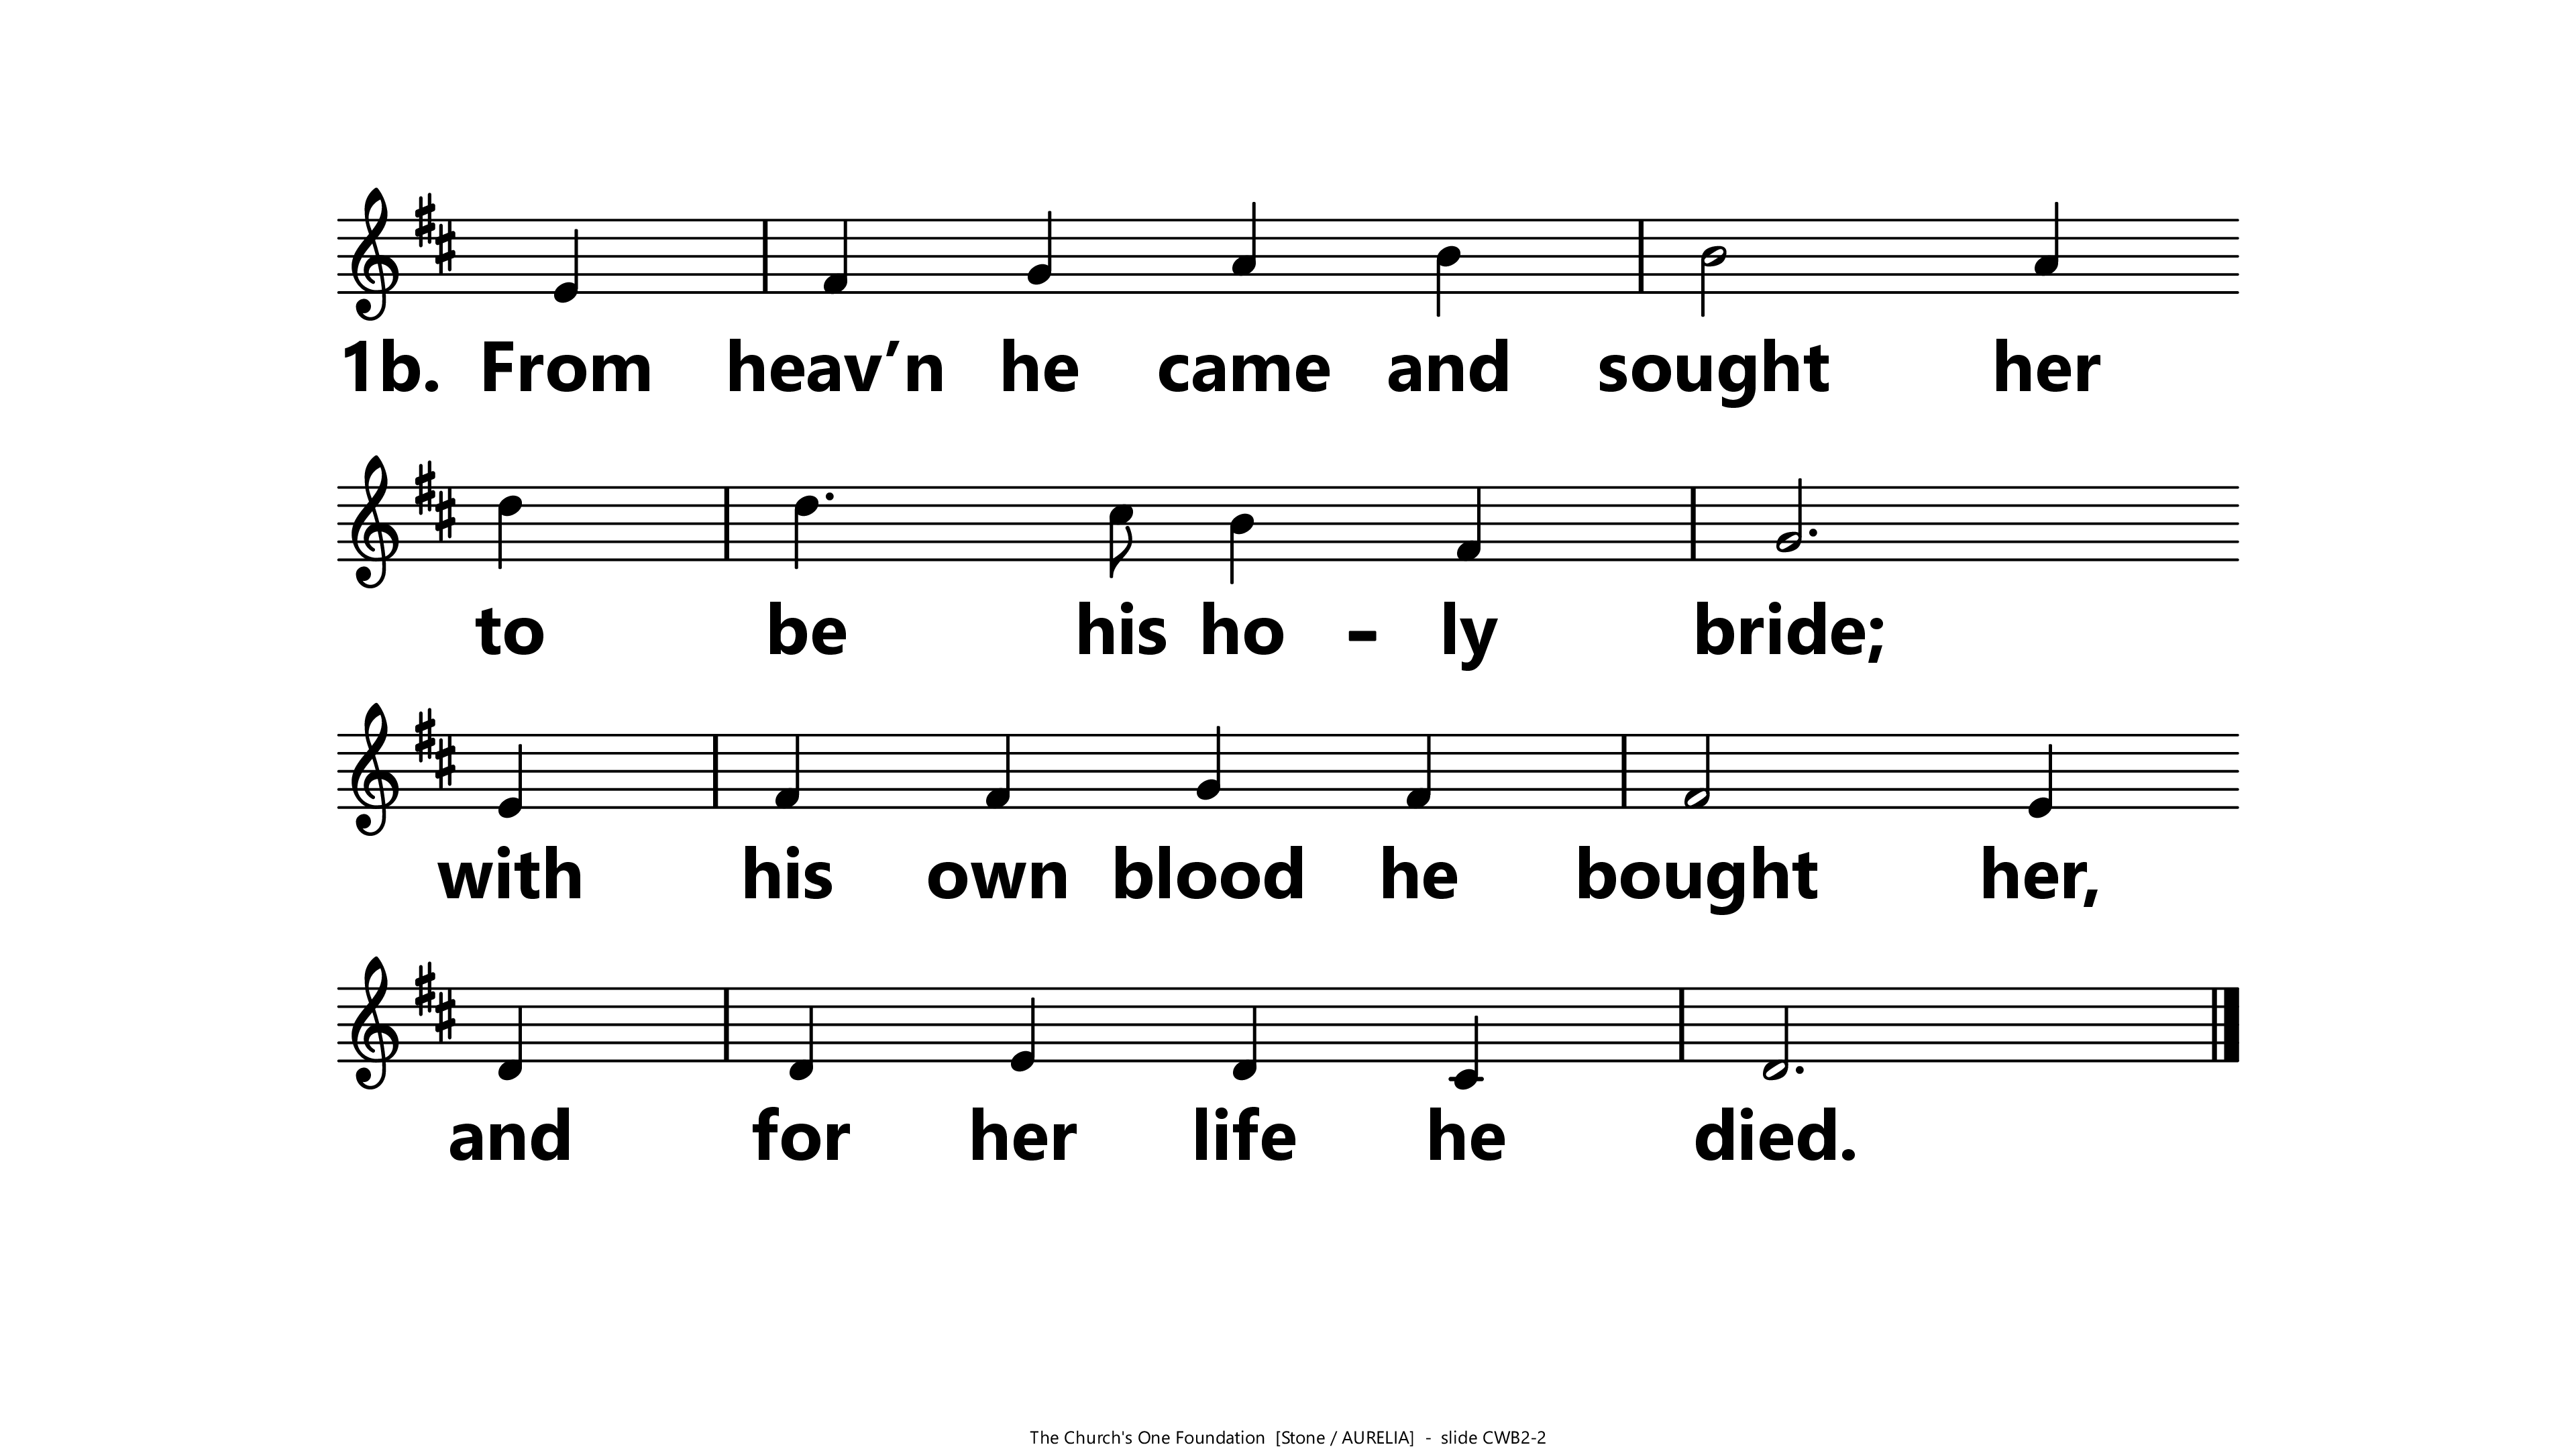 1b. From heav’n he came and sought her
to be his ho - ly bride;
with his own blood he bought her,
and for her life he died.
The Church's One Foundation [Stone / AURELIA] - slide CWB2-2